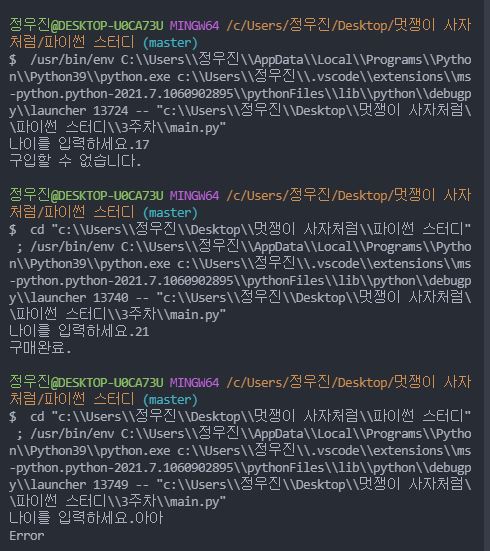 정우진@DESKTOP-U0CA73U MINGW64 /c/Users/정우진/Desktop/멋쟁이 사자
처럼/파이썬 스터디 (master)
$  /usr/bin/env C:\\Users\\정우진\\AppData\\Local\\Programs\\Pytho
n\\Python39\\python.exe c:\\Users\\정우진\\.vscode\\extensions\\ms
-python.python-2021.7.1060902895\\pythonFiles\\lib\\python\\debugp
y\\launcher 13724 -- "c:\\Users\\정우진\\Desktop\\멋쟁이 사자처럼\
\파이썬 스터디\\3주차\\main.py"
나이를 입력하세요.17
구입할 수 없습니다.
정우진@DESKTOP-U0CA73U MINGW64 /c/Users/정우진/Desktop/멋쟁이 사자
처럼/파이썬 스터디 (master)
$  cd "c:\\Users\\정우진\\Desktop\\멋쟁이 사자처럼\\파이썬 스터디"
 ; /usr/bin/env C:\\Users\\정우진\\AppData\\Local\\Programs\\Pytho
n\\Python39\\python.exe c:\\Users\\정우진\\.vscode\\extensions\\ms
-python.python-2021.7.1060902895\\pythonFiles\\lib\\python\\debugp
y\\launcher 13740 -- "c:\\Users\\정우진\\Desktop\\멋쟁이 사자처럼\
\파이썬 스터디\\3주차\\main.py"
나이를 입력하세요.21
구매완료.
정우진@DESKTOP-U0CA73U MINGW64 /c/Users/정우진/Desktop/멋쟁이 사자
처럼/파이썬 스터디 (master)
$  cd "c:\\Users\\정우진\\Desktop\\멋쟁이 사자처럼\\파이썬 스터디"
 ; /usr/bin/env C:\\Users\\정우진\\AppData\\Local\\Programs\\Pytho
n\\Python39\\python.exe c:\\Users\\정우진\\.vscode\\extensions\\ms
-python.python-2021.7.1060902895\\pythonFiles\\lib\\python\\debugp
y\\launcher 13749 -- "c:\\Users\\정우진\\Desktop\\멋쟁이 사자처럼\
\파이썬 스터디\\3주차\\main.py"
나이를 입력하세요.아아
Error